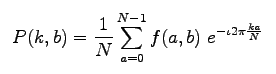 P(k, b) = \frac{1}{N} \sum_{a=0}^{N-1} f(a, b) \ e^{-\iota 2\pi \frac{ka}{N}}